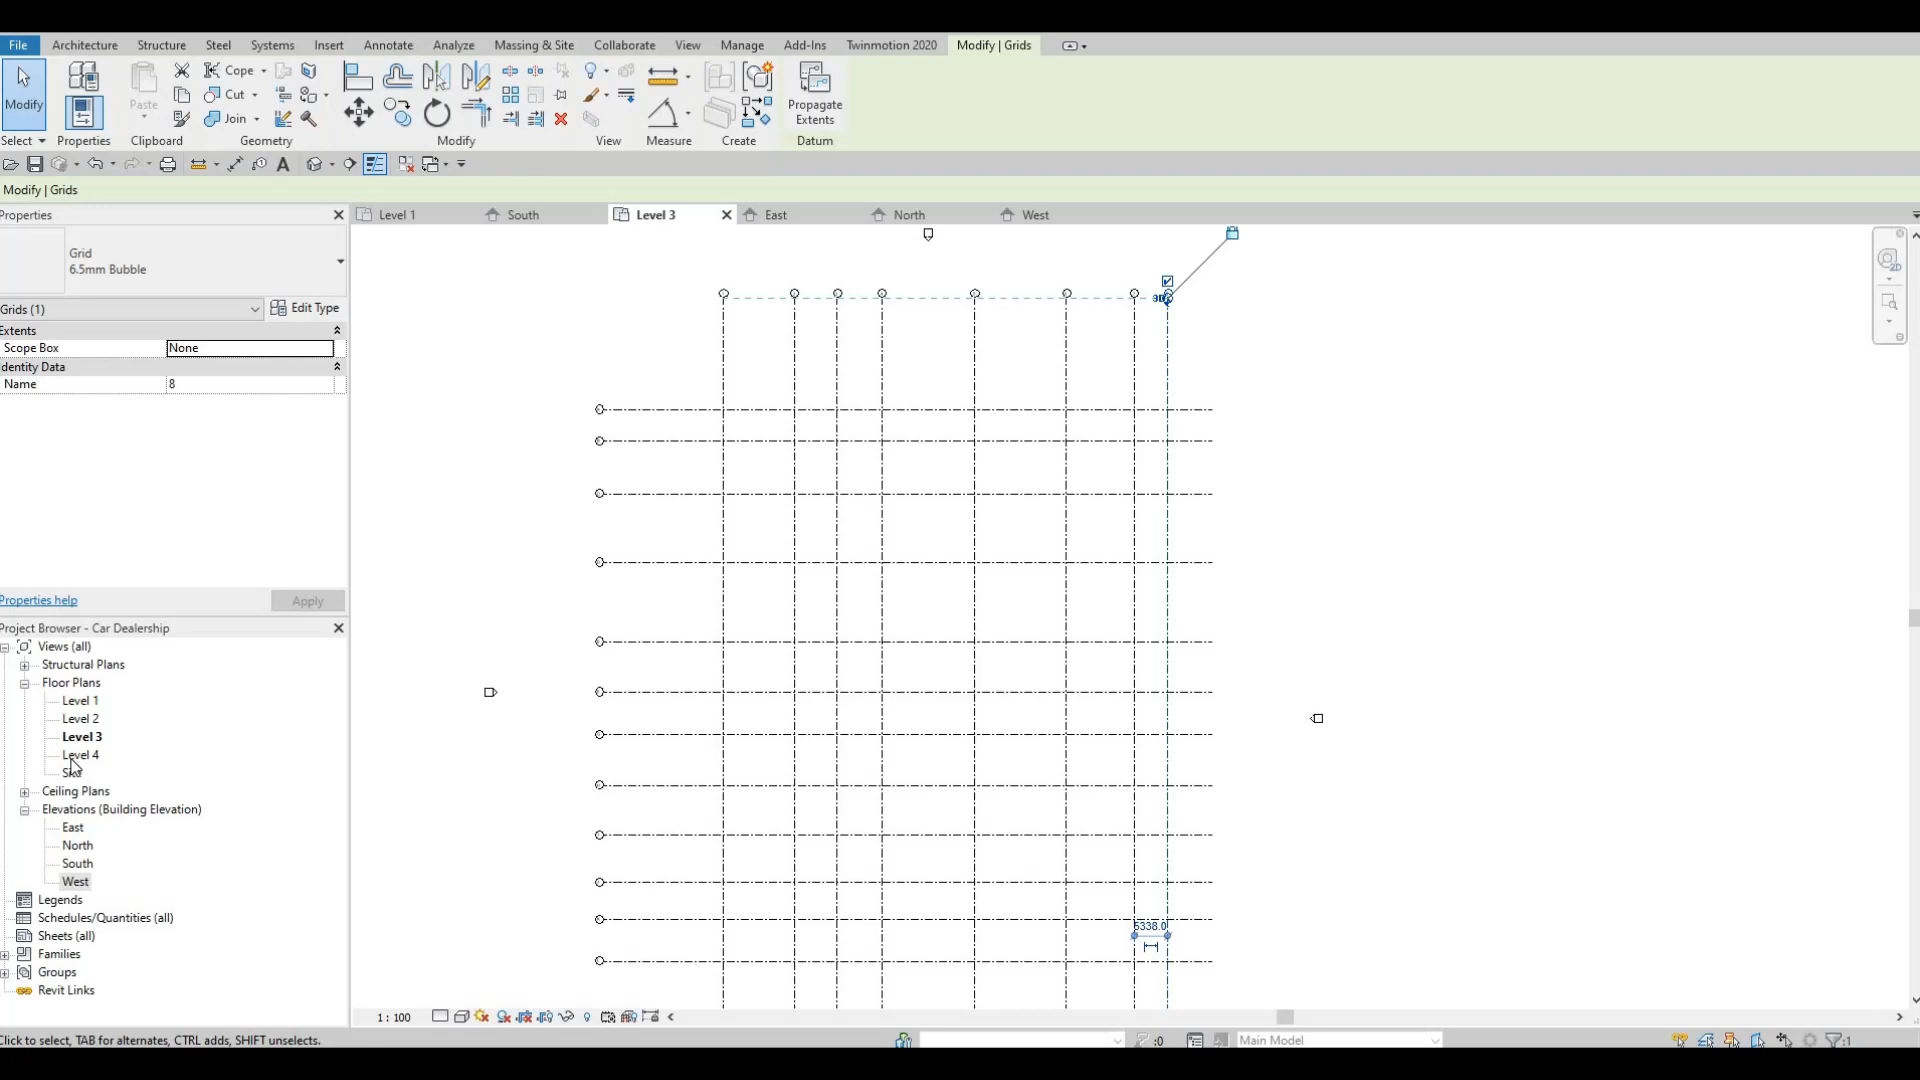 File Architecture Structure Steel Systems Insert Annotate Analyze Massing & Site Collaborate View Manage Add-Ins Twinmotion 2020 Modify | Grids
Modify
Paste
Cope
Cut
Join
Propagate
Extents
Select Properties Clipboard Geometry Modify View Measure Create Datum
Modify | Grids
Properties
Level 1 South Level 3 East North West
Grid
6.5mm Bubble
Grids (1) Edit Type
Extents
Scope Box None
Identity Data
Name 8
Properties help Apply
Project Browser - Car Dealership
Views (all)
Structural Plans
Floor Plans
Level 1
Level 2
Level 3
Level 4
Ceiling Plans
Elevations (Building Elevation)
East
North
South
West
Legends
Schedules/Quantities (all)
Sheets (all)
Families
Groups
Revit Links
5338.0
1 : 100
Click to select, TAB for alternates, CTRL adds, SHIFT unselects.
:0
Main Model
:1